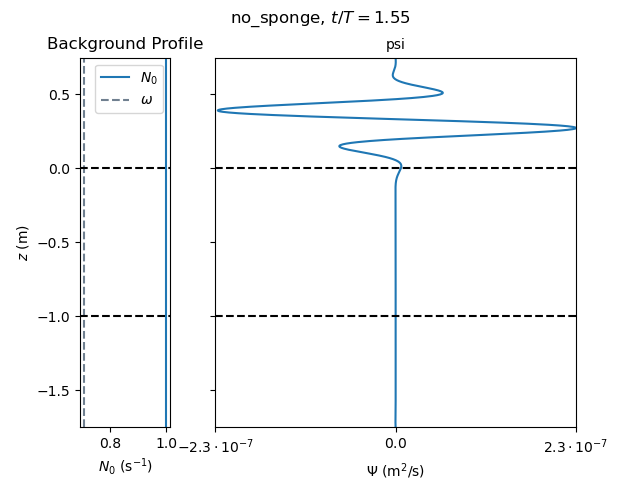 no_sponge, t/T = 1.55
Background Profile
psi
N₀
ω
z (m)
0.5
0.0
−0.5
−1.0
−1.5
0.8
1.0
N₀ (s⁻¹)
−2.3 · 10⁻⁷
0.0
2.3 · 10⁻⁷
Ψ (m²/s)